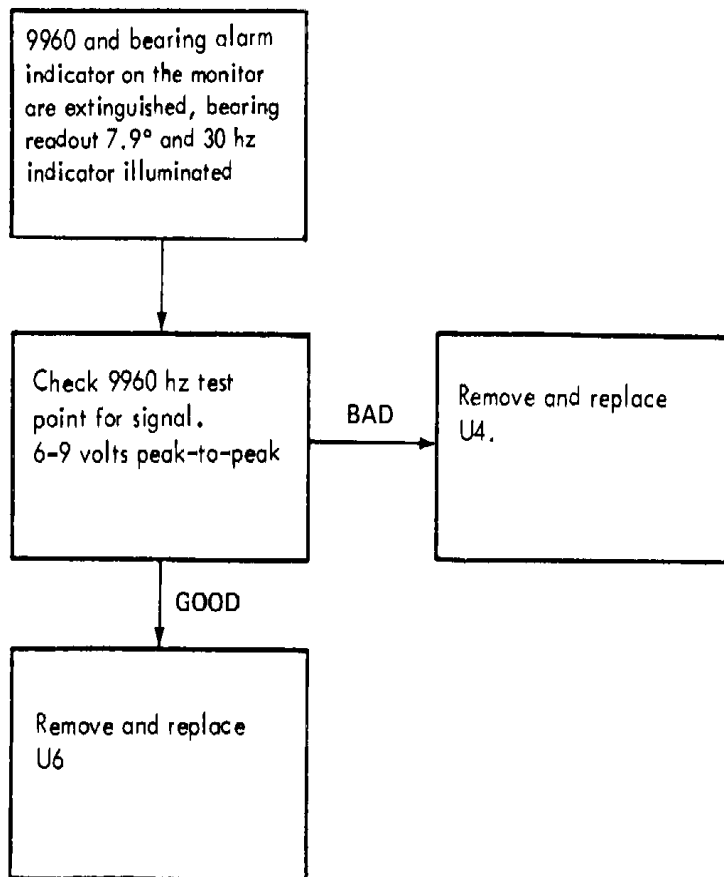 9960 and bearing alarm
indicator on the monitor
are extinguished, bearing
readout 7.9° and 30 hz
indicator illuminated
Check 9960 hz test
point for signal.
6-9 volts peak-to-peak
BAD
Remove and replace
U4.
GOOD
Remove and replace
U6